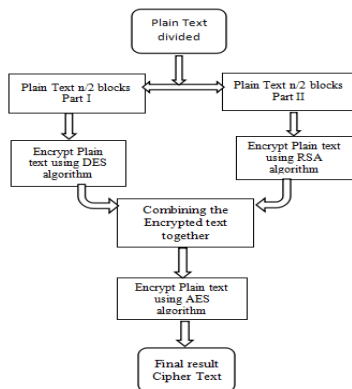 Plain Text
divided
Plain Text n/2 blocks
Part I
Plain Text n/2 blocks
Part II
Encrypt Plain
text using DES
algorithm
Encrypt Plain text
using RSA
algorithm
Combining the
Encrypted text
together
Encrypt Plain text
using AES
algorithm
Final result
Cipher Text